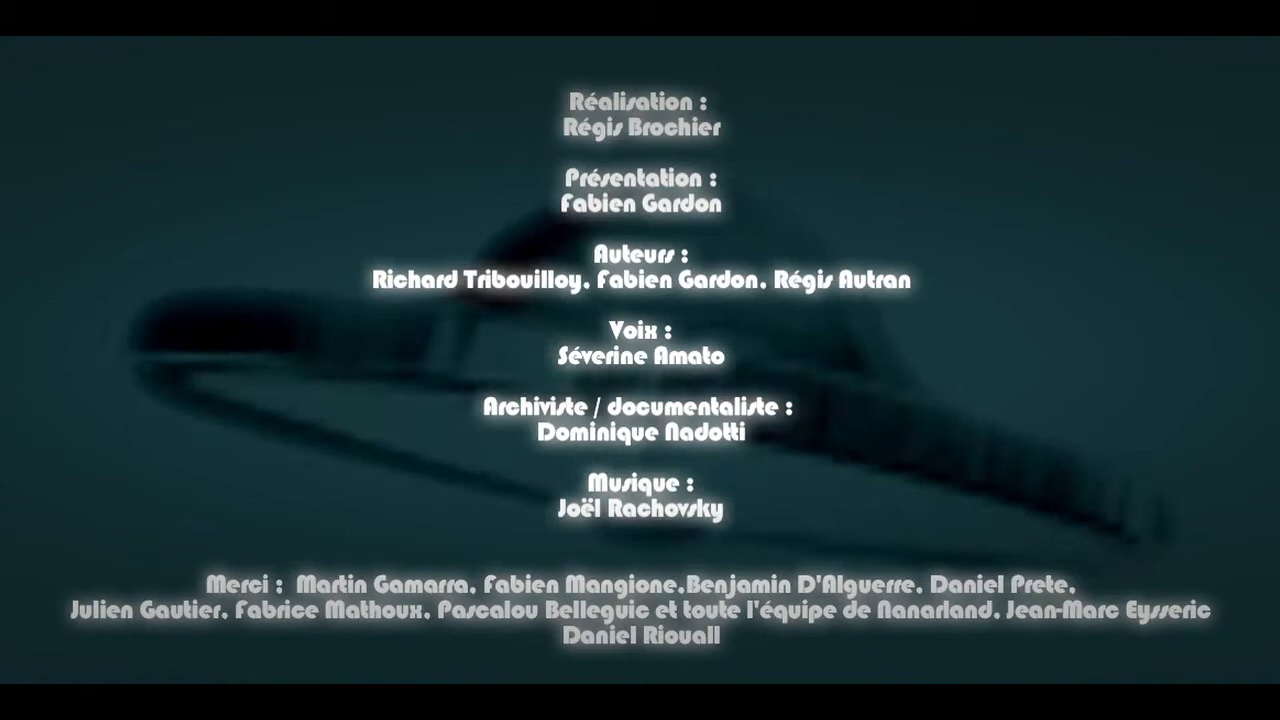 Réalisation :
Régis Brochier
Présentation :
Fabien Gardon
Auteurs :
Richard Tribouilloy, Fabien Gardon, Régis Autran
Voix :
Séverine Amato
Archiviste / documentaliste :
Dominique Nadotti
Musique :
Joël Rachovsky
Merci :  Martin Gamarra, Fabien Mangione,Benjamin D'Alguerre, Daniel Prete,
Julien Gautier, Fabrice Mathoux, Pascalou Belleguic et toute l'équipe de Nanarland, Jean-Marc Eysseric
Daniel Riouall